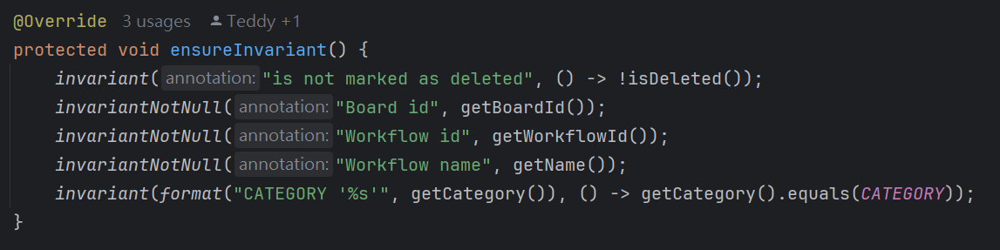 @Override 3 usages Teddy +1
protected void ensureInvariant() {
invariant( annotation: "is not marked as deleted", () -> !isDeleted());
invariantNotNull( annotation: "Board id", getBoardId());
invariantNotNull( annotation: "Workflow id", getWorkflowId());
invariantNotNull( annotation: "Workflow name", getName());
invariant(format("CATEGORY '%s'", getCategory()), () -> getCategory().equals(CATEGORY));
}